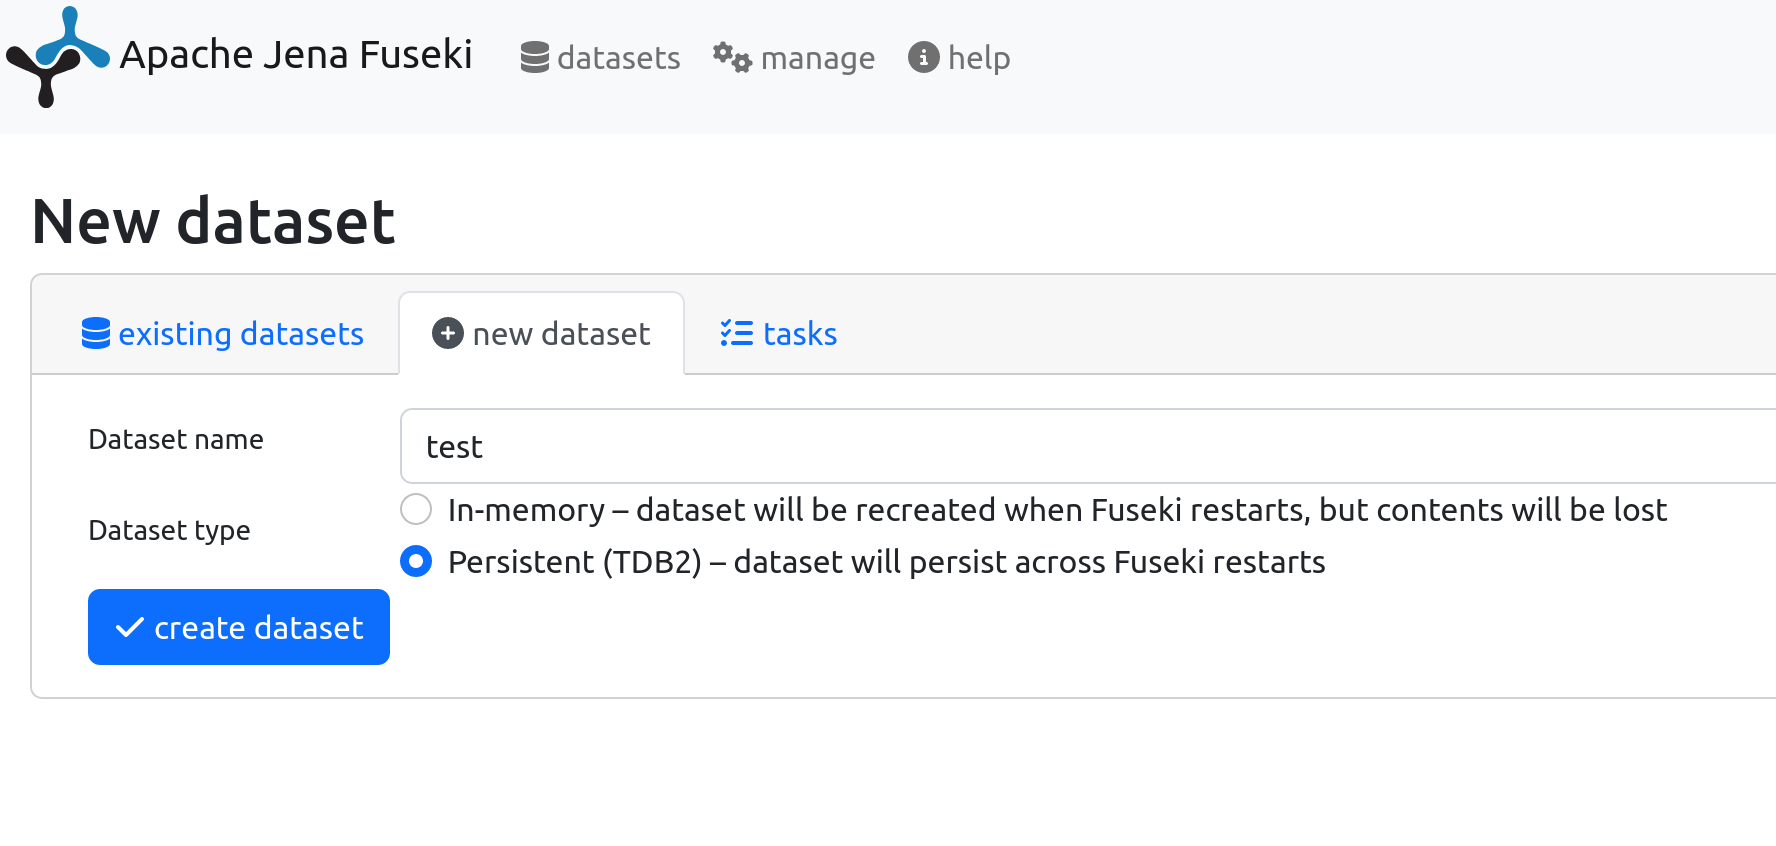 Apache Jena Fuseki datasets manage help
New dataset
existing datasets new dataset tasks
Dataset name test
Dataset type
In-memory – dataset will be recreated when Fuseki restarts, but contents will be lost
Persistent (TDB2) – dataset will persist across Fuseki restarts
create dataset